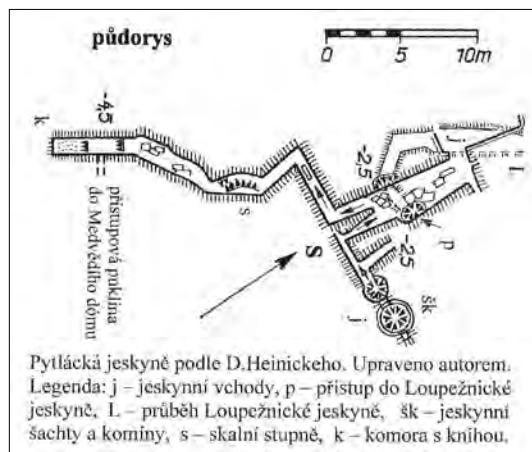 půdorys
0 5 10m
k
-4,5
přístupová puklina
do Medvědího dómu
s
S
-2,5
j
L
p
-2,5
j
šk
Pytlácká jeskyně podle D.Heinickeho. Upraveno autorem.
Legenda: j – jeskynní vchody, p – přístup do Loupežnické
jeskyně, L – průběh Loupežnické jeskyně, šk – jeskynní
šachty a komíny, s – skalní stupně, k – komora s knihou.